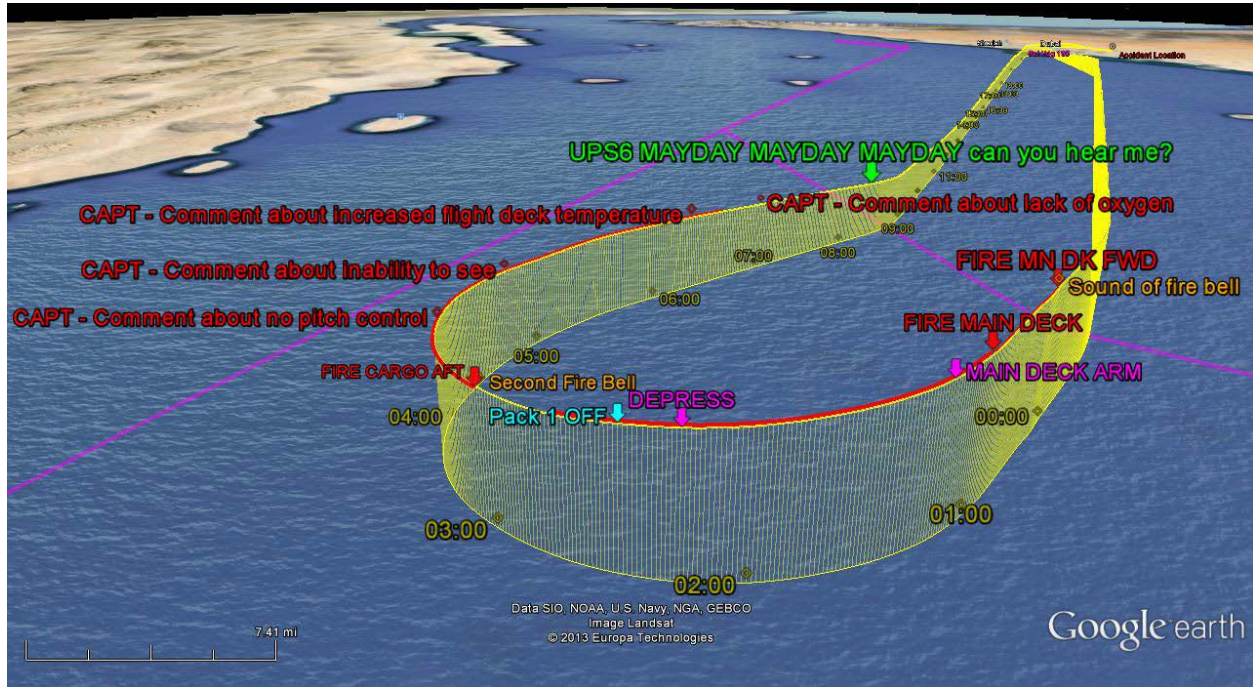 Dubai
Accident Location
UPS6 MAYDAY MAYDAY MAYDAY can you hear me?
11:00
CAPT - Comment about increased flight deck temperature
CAPT - Comment about lack of oxygen
09:00
08:00
07:00
CAPT - Comment about inability to see
FIRE MN DK FWD
Sound of fire bell
06:00
CAPT - Comment about no pitch control
FIRE MAIN DECK
05:00
FIRE CARGO AFT
Second Fire Bell
MAIN DECK ARM
DEPRESS
Pack 1 OFF
04:00
00:00
03:00
01:00
02:00
Data SIO, NOAA, U.S. Navy, NGA, GEBCO
Image Landsat
© 2013 Europa Technologies
7.41 mi
Google earth